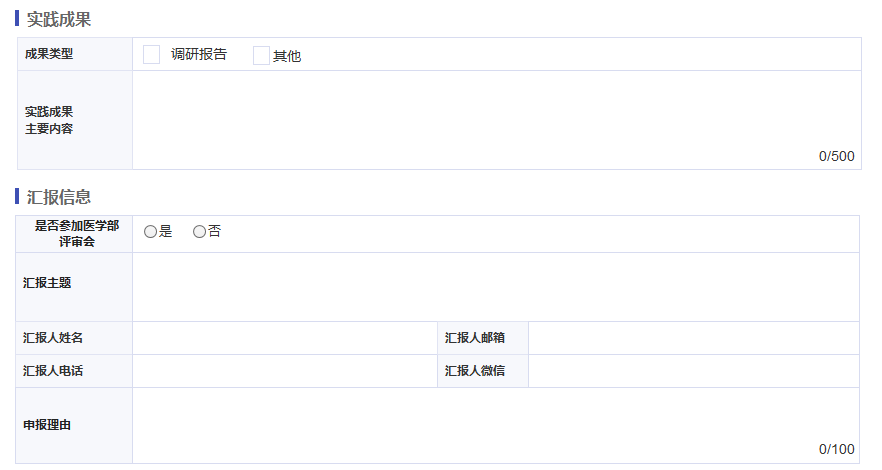 实践成果
成果类型 调研报告 其他
实践成果
主要内容
0/500
汇报信息
是否参加医学部
评审会
是 否
汇报主题
汇报人姓名 汇报人邮箱
汇报人电话 汇报人微信
申报理由
0/100